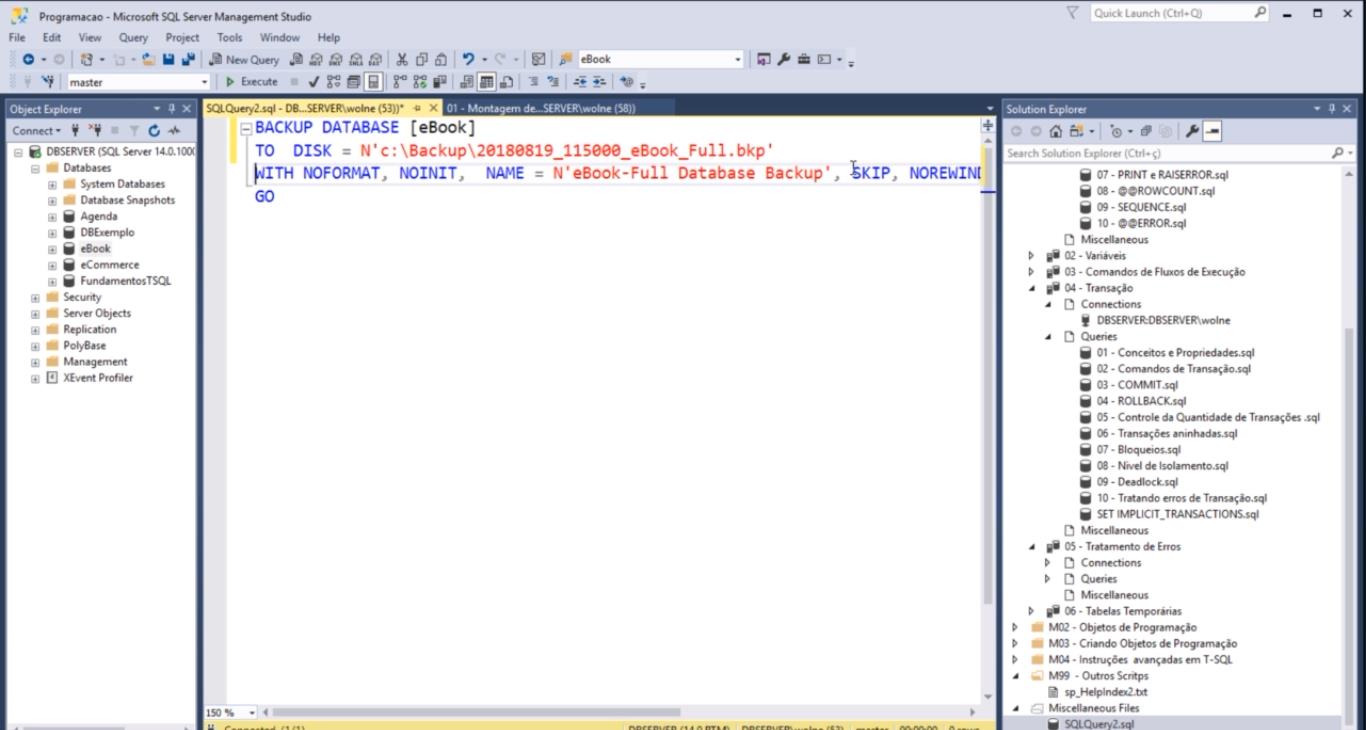 Programacao - Microsoft SQL Server Management Studio
Quick Launch (Ctrl+Q)
File Edit View Query Project Tools Window Help
New Query
eBook
master
Execute
Object Explorer
Connect
DBSERVER (SQL Server 14.0.1000
Databases
System Databases
Database Snapshots
Agenda
DBExemplo
eBook
eCommerce
FundamentosTSQL
Security
Server Objects
Replication
PolyBase
Management
XEvent Profiler
SQLQuery2.sql - DB...SERVER\wolne (53))*
01 - Montagem de...SERVER\wolne (58))
BACKUP DATABASE [eBook]
TO DISK = N'c:\Backup\20180819_115000_eBook_Full.bkp'
WITH NOFORMAT, NOINIT, NAME = N'eBook-Full Database Backup', SKIP, NOREWIND
GO
150 %
Connected. (1/1)
DBSERVER (14.0 RTM)
DBSERVER\wolne (53)
master
00:00:00
0 rows
Solution Explorer
Search Solution Explorer (Ctrl+ç)
07 - PRINT e RAISERROR.sql
08 - @@ROWCOUNT.sql
09 - SEQUENCE.sql
10 - @@ERROR.sql
Miscellaneous
02 - Variáveis
03 - Comandos de Fluxos de Execução
04 - Transação
Connections
DBSERVER:DBSERVER\wolne
Queries
01 - Conceitos e Propriedades.sql
02 - Comandos de Transação.sql
03 - COMMIT.sql
04 - ROLLBACK.sql
05 - Controle da Quantidade de Transações .sql
06 - Transações aninhadas.sql
07 - Bloqueios.sql
08 - Nivel de Isolamento.sql
09 - Deadlock.sql
10 - Tratando erros de Transação.sql
SET IMPLICIT_TRANSACTIONS.sql
Miscellaneous
05 - Tratamento de Erros
Connections
Queries
Miscellaneous
06 - Tabelas Temporárias
M02 - Objetos de Programação
M03 - Criando Objetos de Programação
M04 - Instruções avançadas em T-SQL
M99 - Outros Scritps
sp_HelpIndex2.txt
Miscellaneous Files
SQLQuery2.sql